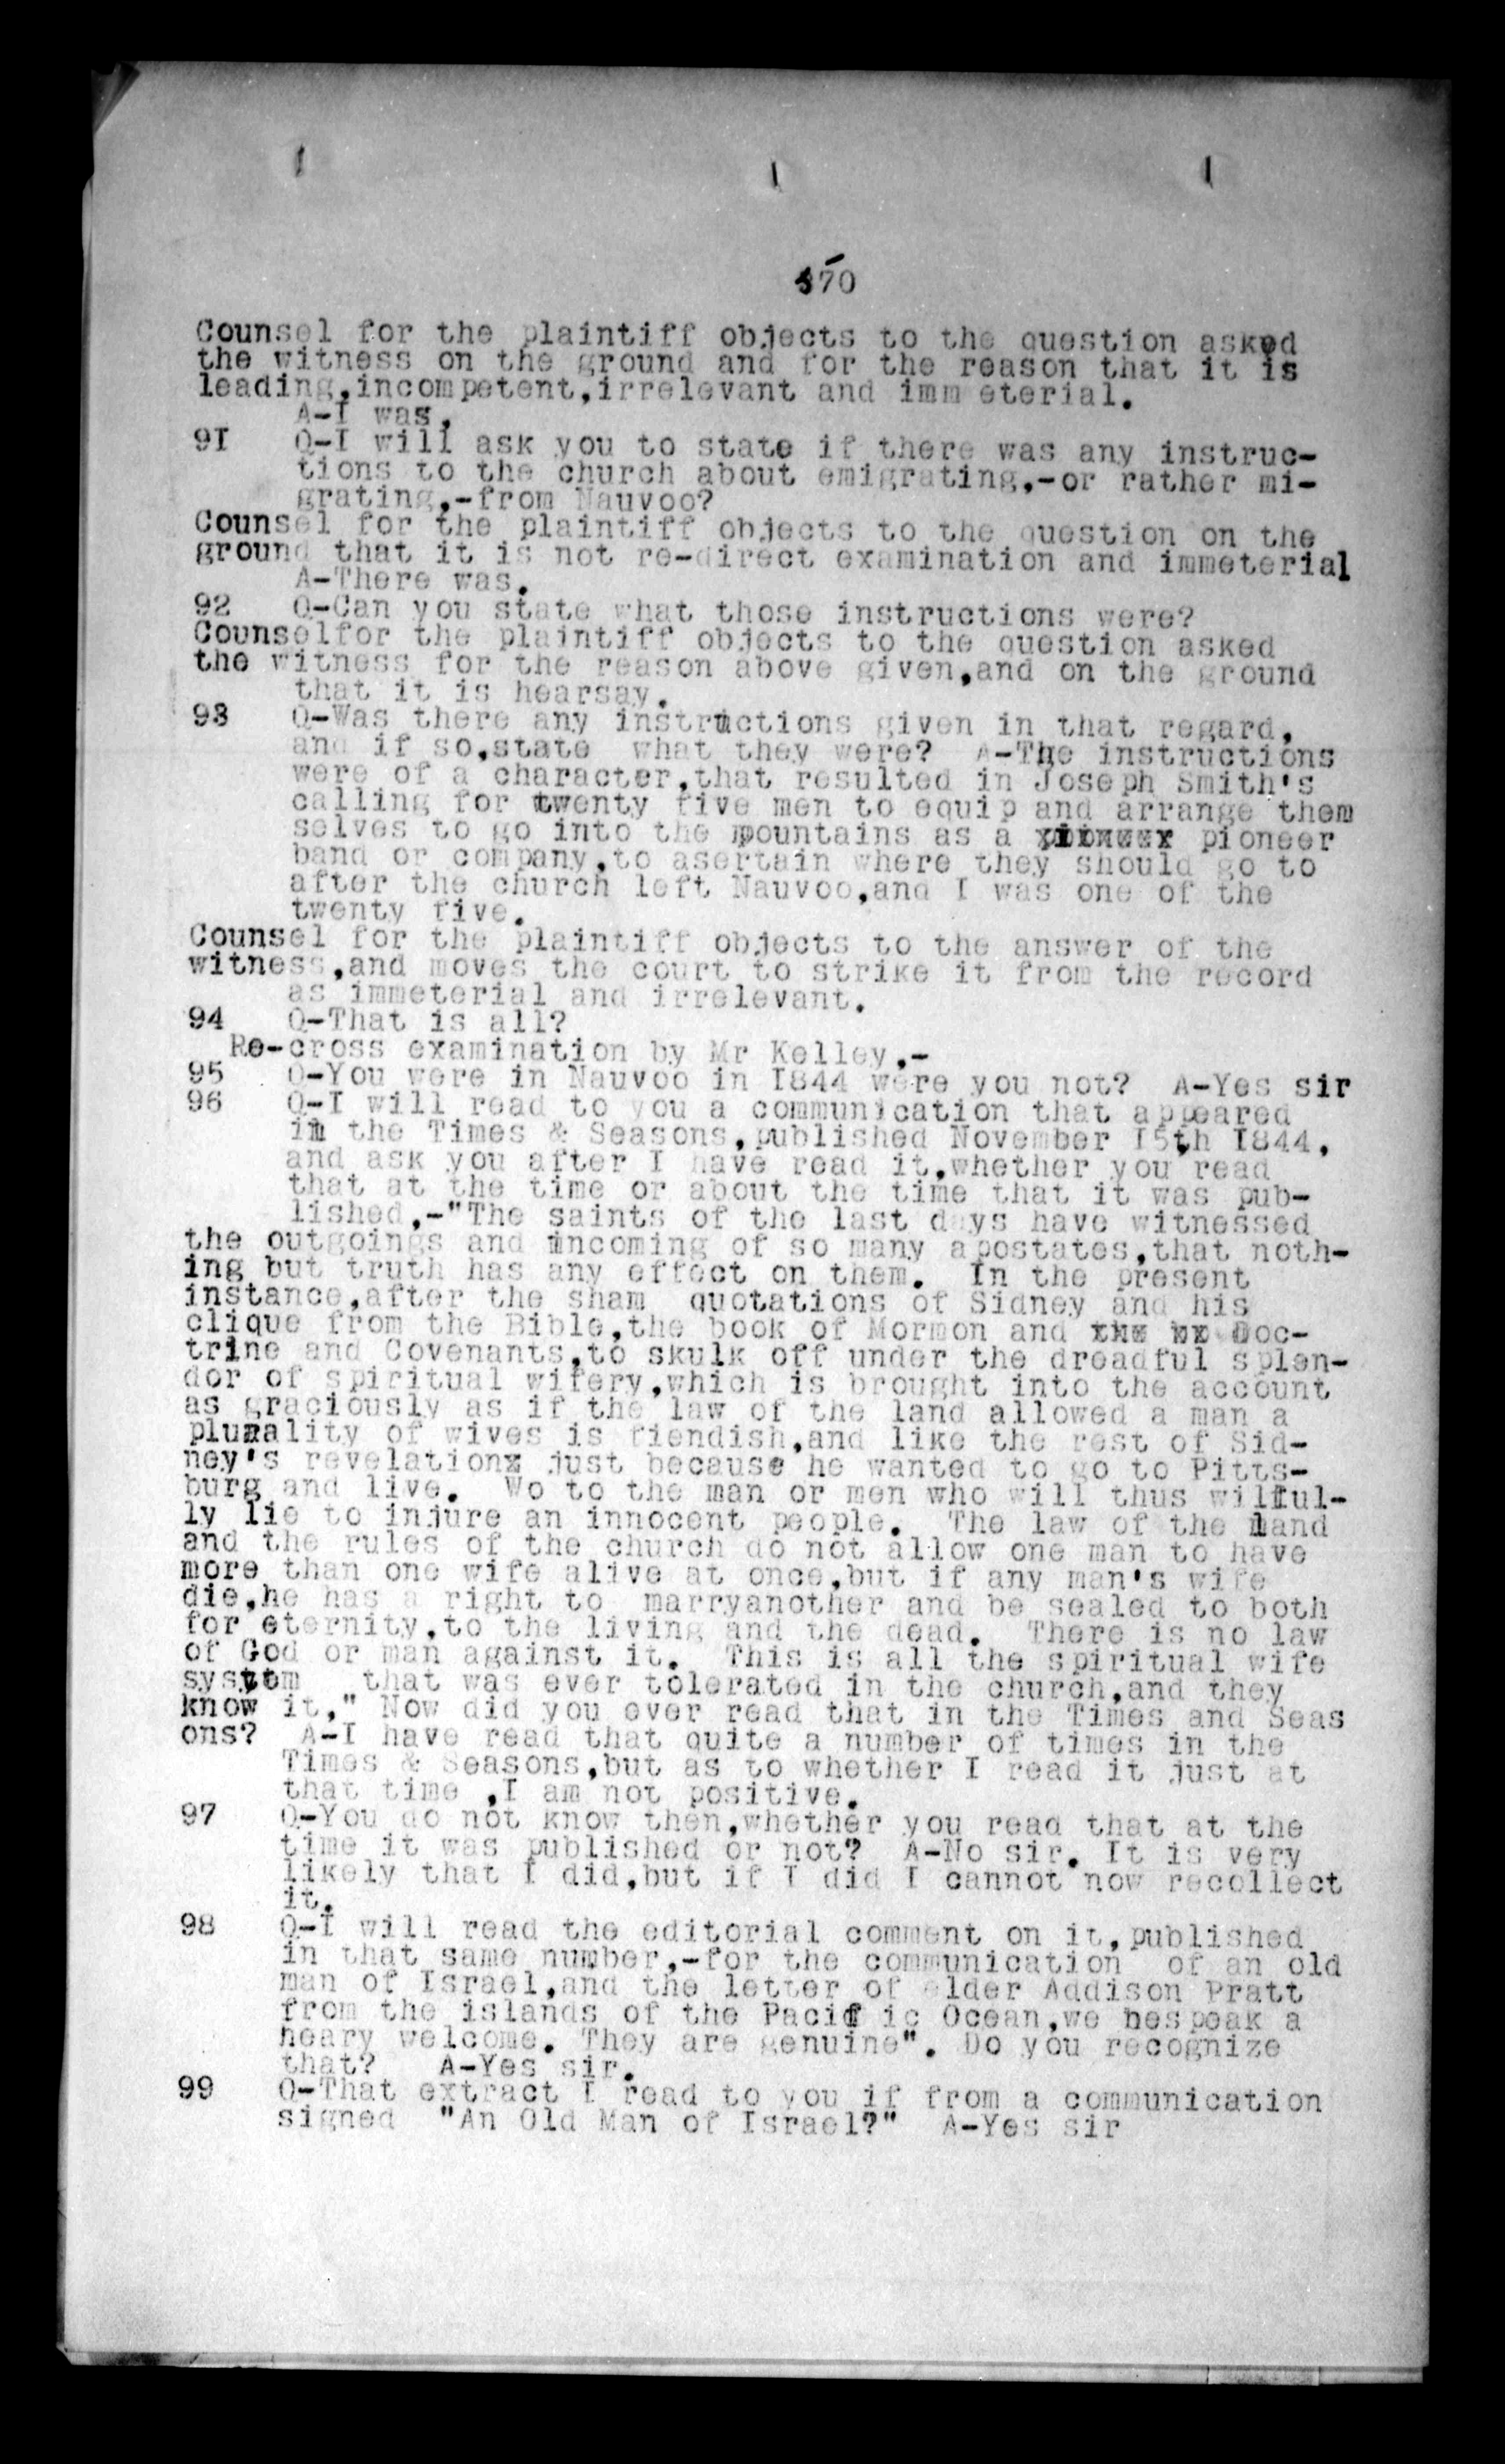 570
Counsel for the plaintiff objects to the question asked
the witness on the ground and for the reason that it is
leading,incompetent,irrelevant and imm eterial.
A-I was.
91 Q-I will ask you to state if there was any instruc-
tions to the church about emigrating,-or rather mi-
grating,-from Nauvoo?
Counsel for the plaintiff objects to the question on the
ground that it is not re-direct examination and immeterial
A-There was.
92 Q-Can you state what those instructions were?
Counselfor the plaintiff objects to the question asked
the witness for the reason above given,and on the ground
that it is hearsay.
93 Q-Was there any instructions given in that regard,
and if so,state what they were? A-The instructions
were of a character,that resulted in Joseph Smith's
calling for twenty five men to equip and arrange them
selves to go into the mountains as a pioneer
band or company,to asertain where they should go to
after the church left Nauvoo,and I was one of the
twenty five.
Counsel for the plaintiff objects to the answer of the
witness,and moves the court to strike it from the record
as immeterial and irrelevant.
94 Q-That is all?
Re-cross examination by Mr Kelley,-
95 Q-You were in Nauvoo in I844 were you not? A-Yes sir
96 Q-I will read to you a communication that appeared
in the Times & Seasons,published November I5th I844,
and ask you after I have read it,whether you read
that at the time or about the time that it was pub-
lished,-"The saints of the last days have witnessed
the outgoings and incoming of so many apostates,that noth-
ing but truth has any effect on them. In the present
instance,after the sham quotations of Sidney and his
clique from the Bible,the book of Mormon and Doc-
trine and Covenants,to skulk off under the dreadful splen-
dor of spiritual wifery,which is brought into the account
as graciously as if the law of the land allowed a man a
plurality of wives is fiendish,and like the rest of Sid-
ney's revelation just because he wanted to go to Pitts-
burg and live. Wo to the man or men who will thus wilful-
ly lie to injure an innocent people. The law of the land
and the rules of the church do not allow one man to have
more than one wife alive at once,but if any man's wife
die,he has a right to marryanother and be sealed to both
for eternity,to the living and the dead. There is no law
of God or man against it. This is all the spiritual wife
system that was ever tolerated in the church,and they
know it," Now did you ever read that in the Times and Seas
ons? A-I have read that quite a number of times in the
Times & Seasons,but as to whether I read it just at
that time ,I am not positive.
97 Q-You do not know then,whether you read that at the
time it was published or not? A-No sir. It is very
likely that I did,but if I did I cannot now recollect
it.
98 Q-I will read the editorial comment on it,published
in that same number,-for the communication of an old
man of Israel,and the letter of elder Addison Pratt
from the islands of the Pacif ic Ocean,we bespeak a
heary welcome. They are genuine". Do you recognize
that? A-Yes sir.
99 Q-That extract I read to you if from a communication
signed "An Old Man of Israel?" A-Yes sir